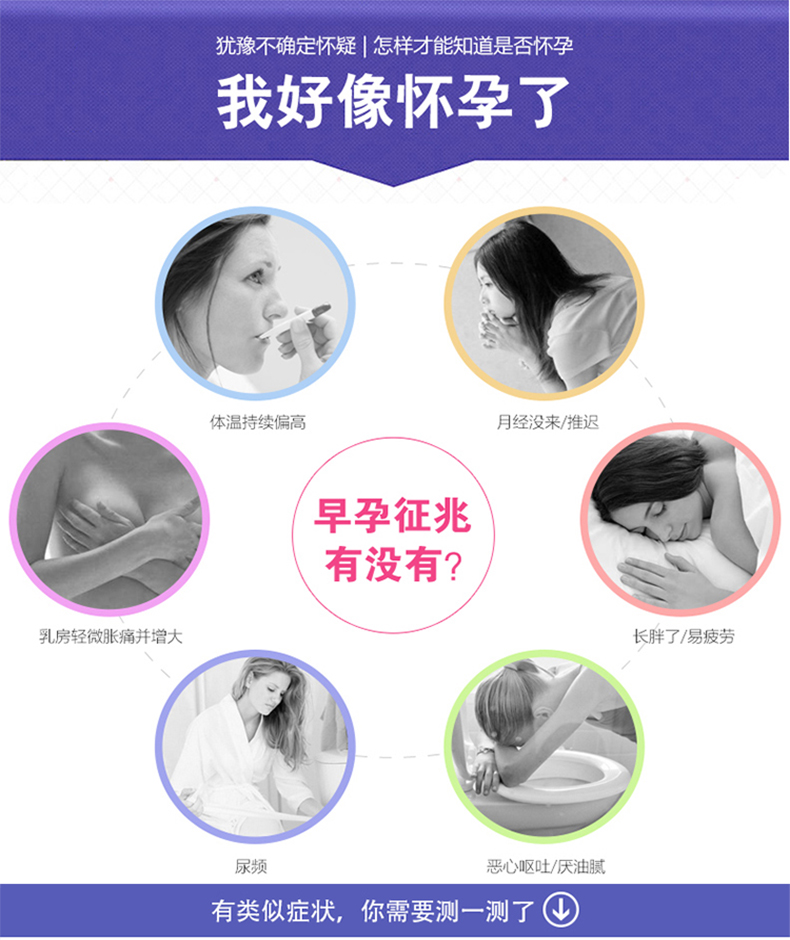 犹豫不确定怀疑 | 怎样才能知道是否怀孕
我好像怀孕了
体温持续偏高
月经没来/推迟
早孕征兆
有没有?
乳房轻微胀痛并增大
长胖了/易疲劳
尿频
恶心呕吐/厌油腻
有类似症状，你需要测一测了